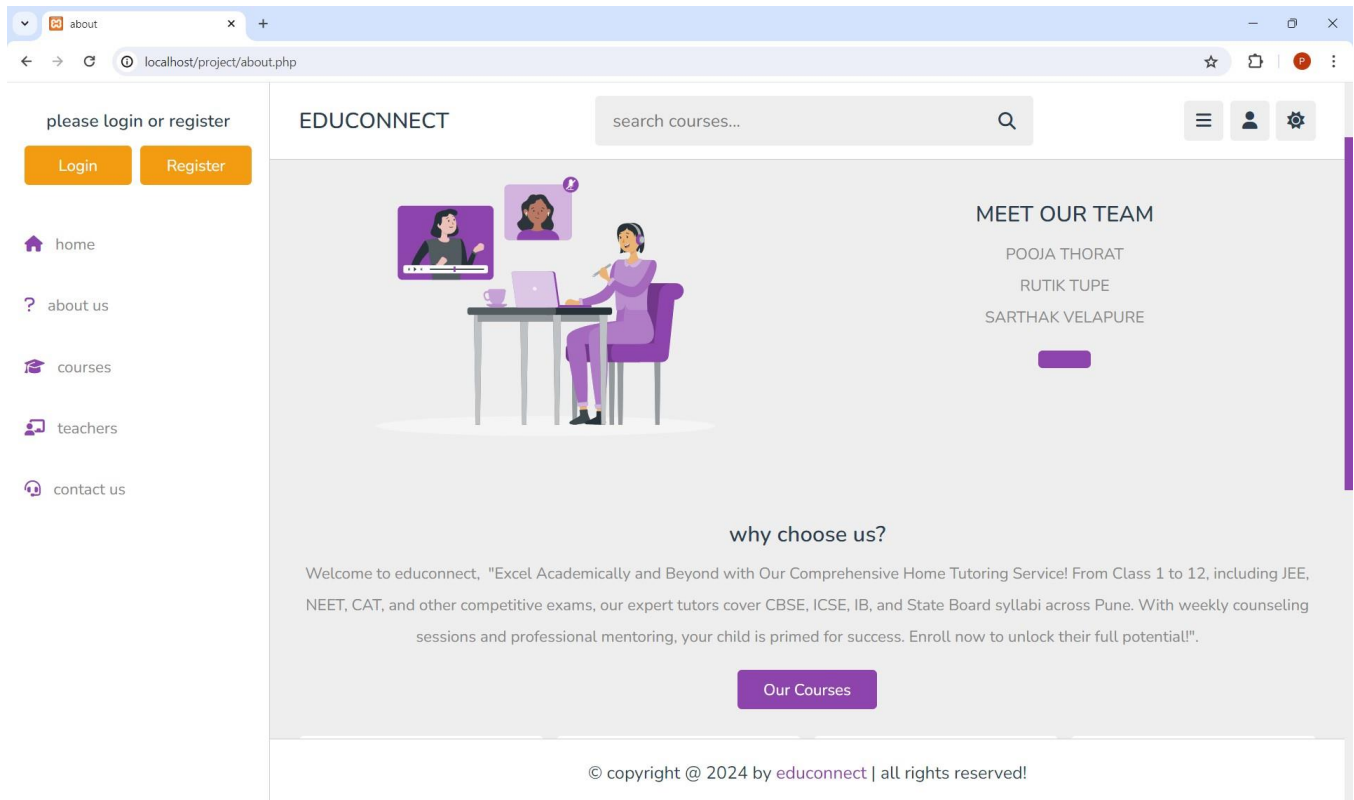 about
localhost/project/about.php
P
please login or register
Login
Register
home
? about us
courses
teachers
contact us
EDUCONNECT
search courses...
MEET OUR TEAM
POOJA THORAT
RUTIK TUPE
SARTHAK VELAPURE
why choose us?
Welcome to educonnect, "Excel Academically and Beyond with Our Comprehensive Home Tutoring Service! From Class 1 to 12, including JEE,
NEET, CAT, and other competitive exams, our expert tutors cover CBSE, ICSE, IB, and State Board syllabi across Pune. With weekly counseling
sessions and professional mentoring, your child is primed for success. Enroll now to unlock their full potential!".
Our Courses
© copyright @ 2024 by educonnect | all rights reserved!